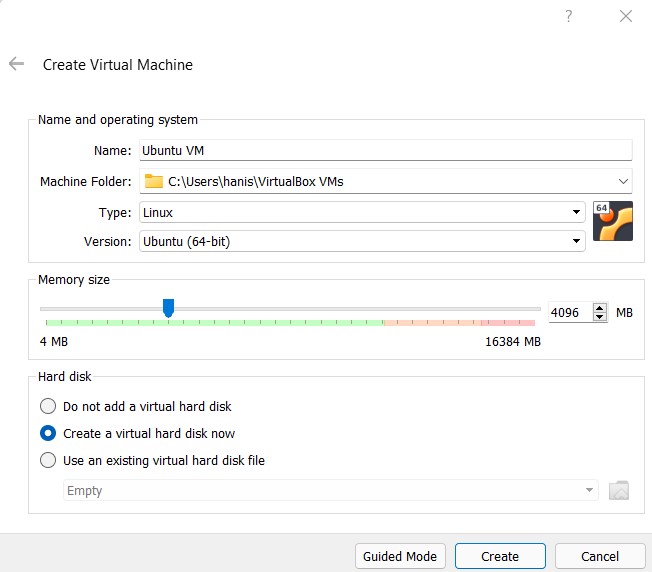 ?
Create Virtual Machine
Name and operating system
Name: Ubuntu VM
Machine Folder: C:\Users\hanis\VirtualBox VMs
Type: Linux
64
Version: Ubuntu (64-bit)
Memory size
4096 MB
4 MB 16384 MB
Hard disk
Do not add a virtual hard disk
Create a virtual hard disk now
Use an existing virtual hard disk file
Empty
Guided Mode Create Cancel